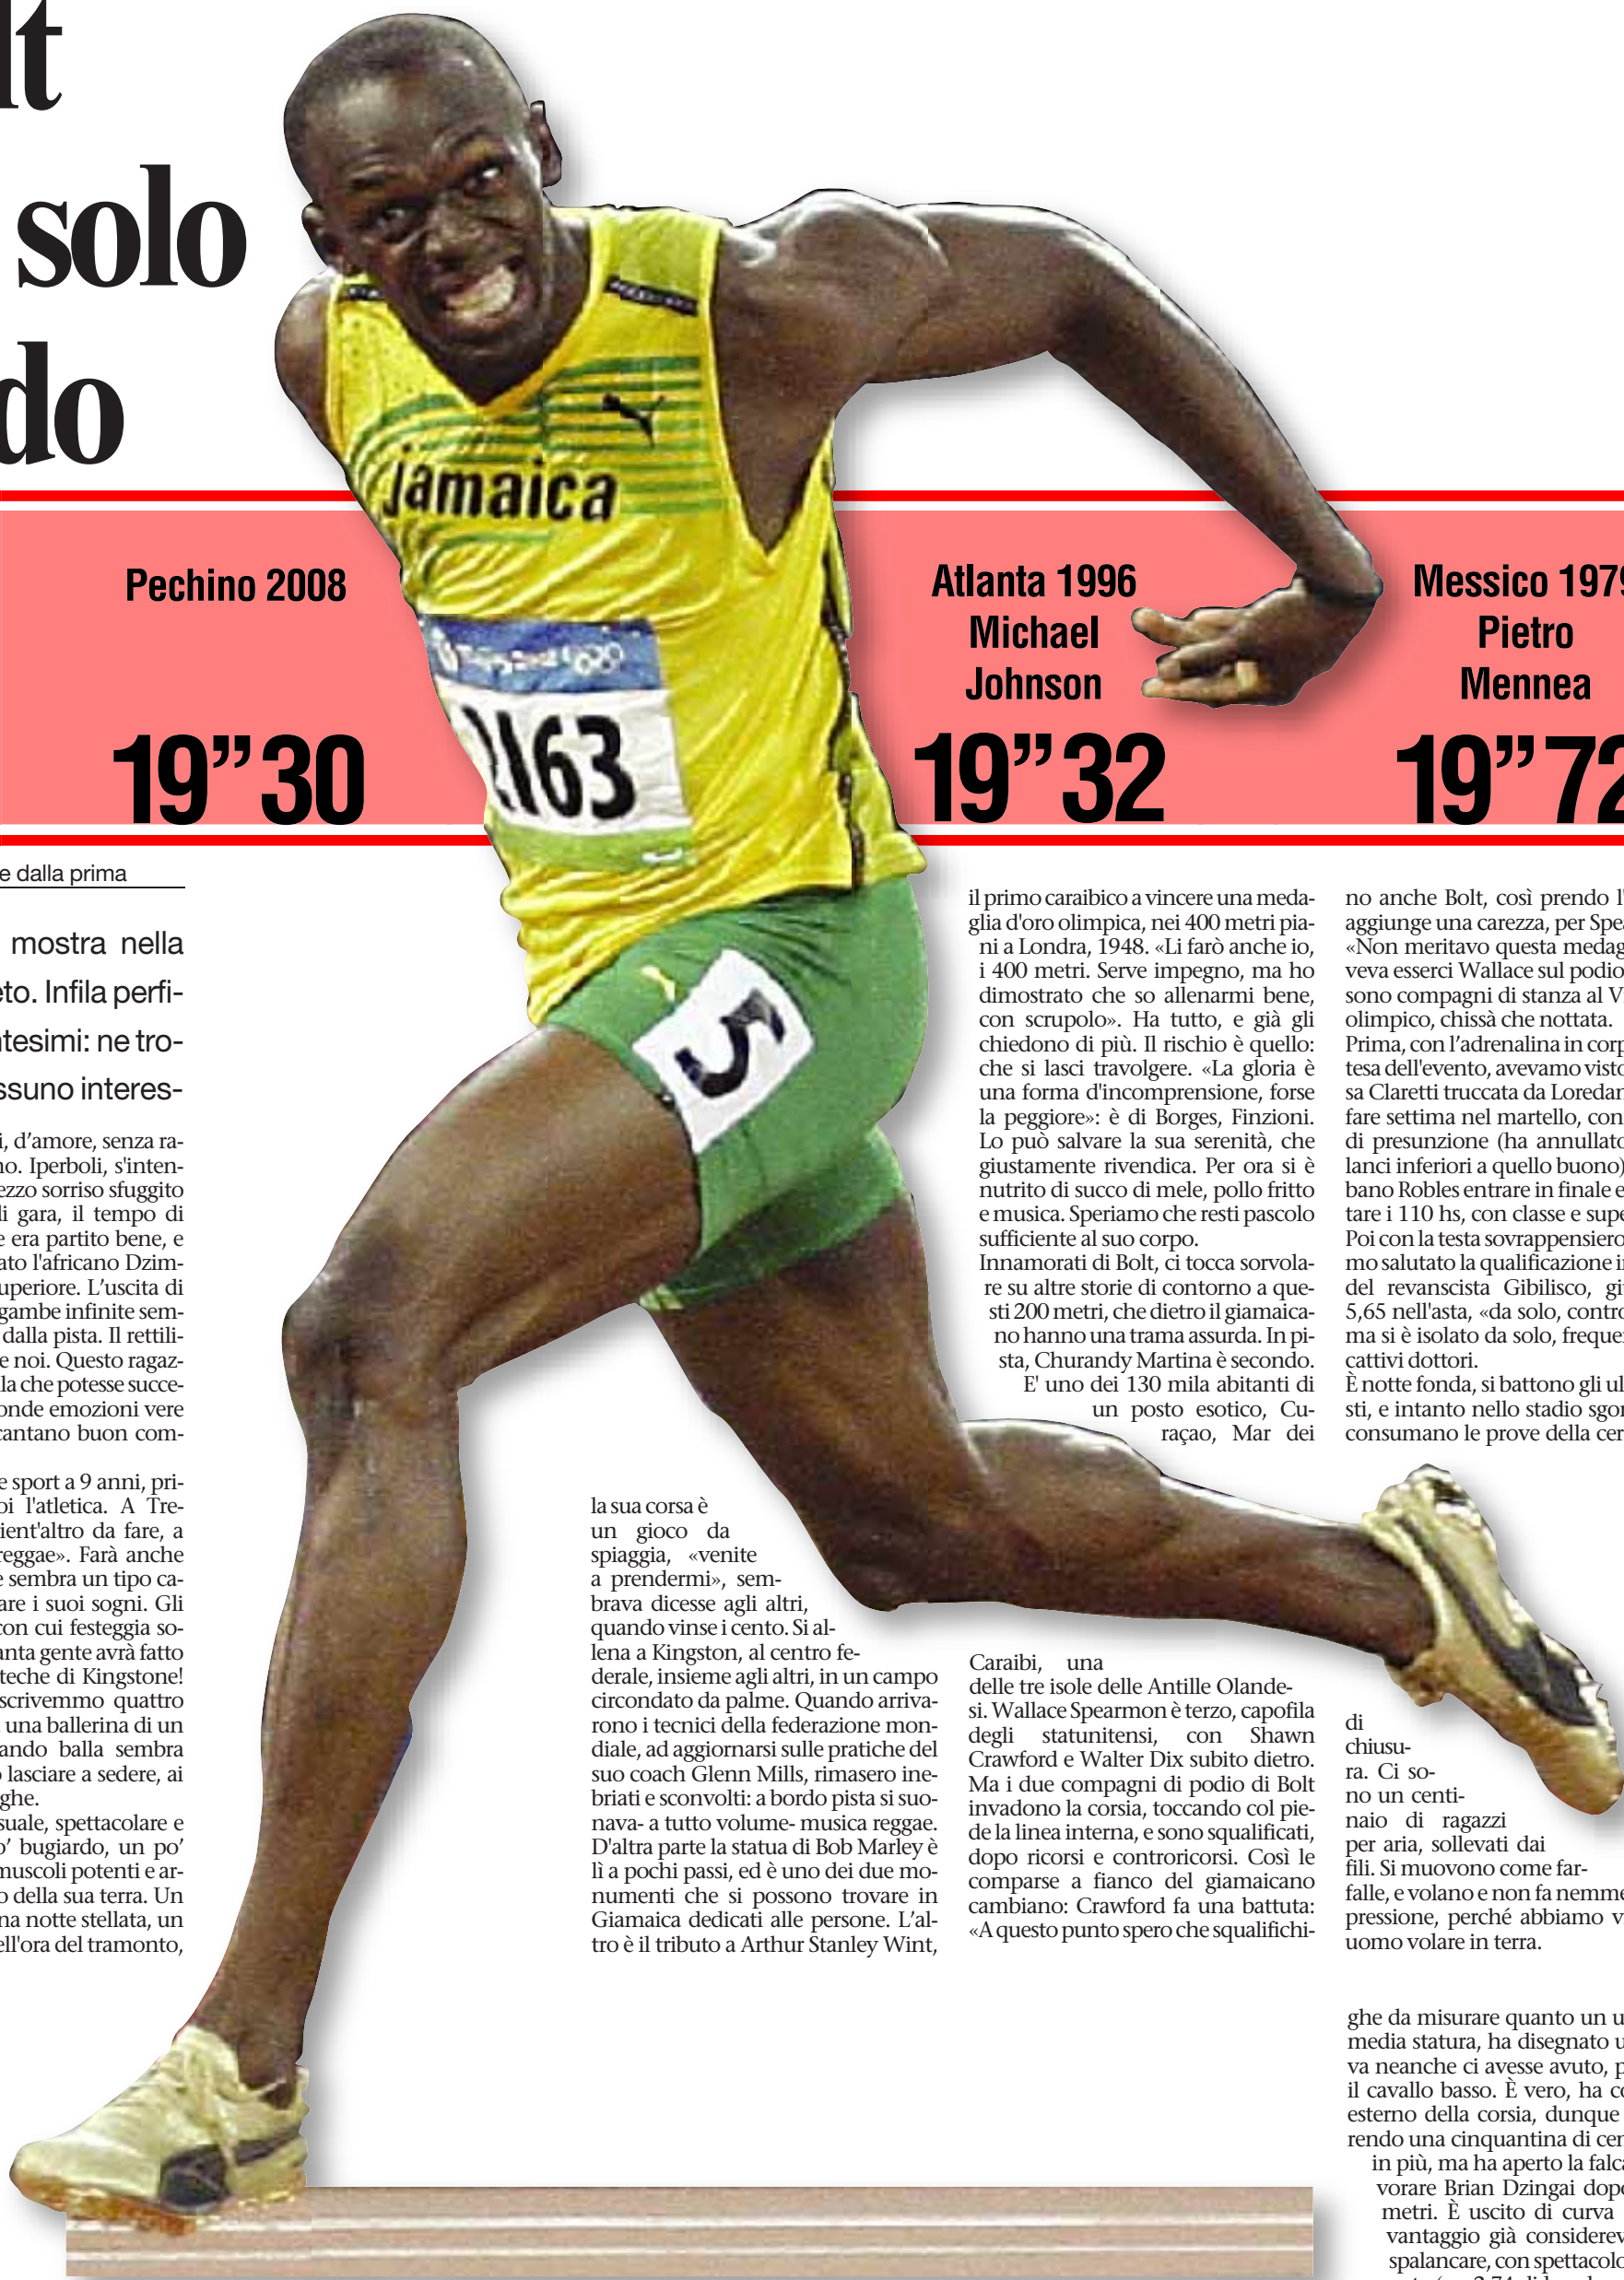 lt
solo
do
Pechino 2008
19”30
Atlanta 1996
Michael
Johnson
19”32
Messico 1979
Pietro
Mennea
19”72
jamaica
2163
5
e dalla prima
mostra nella
eto. Infila perfi-
ntesimi: ne tro-
ssuno interes-
i, d’amore, senza ra-
no. Iperboli, s'inten-
ezzo sorriso sfuggito
di gara, il tempo di
e era partito bene, e
ato l'africano Dzim-
uperiore. L’uscita di
gambe infinite sem-
dalla pista. Il rettili-
e noi. Questo ragaz-
lla che potesse succe-
onde emozioni vere
cantano buon com-
e sport a 9 anni, pri-
oi l'atletica. A Tre-
ient'altro da fare, a
reggae». Farà anche
e sembra un tipo ca-
are i suoi sogni. Gli
con cui festeggia so-
anta gente avrà fatto
teche di Kingstone!
scrivemmo quattro
una ballerina di un
ando balla sembra
o lasciare a sedere, ai
ghe.
suale, spettacolare e
o’ bugiardo, un po’
muscoli potenti e ar-
o della sua terra. Un
na notte stellata, un
ell'ora del tramonto,
la sua corsa è
un gioco da
spiaggia, «venite
a prendermi», sem-
brava dicesse agli altri,
quando vinse i cento. Si al-
lena a Kingston, al centro fe-
derale, insieme agli altri, in un campo
circondato da palme. Quando arriva-
rono i tecnici della federazione mon-
diale, ad aggiornarsi sulle pratiche del
suo coach Glenn Mills, rimasero ine-
briati e sconvolti: a bordo pista si suo-
nava- a tutto volume- musica reggae.
D'altra parte la statua di Bob Marley è
lì a pochi passi, ed è uno dei due mo-
numenti che si possono trovare in
Giamaica dedicati alle persone. L’al-
tro è il tributo a Arthur Stanley Wint,
il primo caraibico a vincere una meda-
glia d'oro olimpica, nei 400 metri pia-
ni a Londra, 1948. «Li farò anche io,
i 400 metri. Serve impegno, ma ho
dimostrato che so allenarmi bene,
con scrupolo». Ha tutto, e già gli
chiedono di più. Il rischio è quello:
che si lasci travolgere. «La gloria è
una forma d'incomprensione, forse
la peggiore»: è di Borges, Finzioni.
Lo può salvare la sua serenità, che
giustamente rivendica. Per ora si è
nutrito di succo di mele, pollo fritto
e musica. Speriamo che resti pascolo
sufficiente al suo corpo.
Innamorati di Bolt, ci tocca sorvola-
re su altre storie di contorno a que-
sti 200 metri, che dietro il giamaica-
no hanno una trama assurda. In pi-
sta, Churandy Martina è secondo.
E' uno dei 130 mila abitanti di
un posto esotico, Cu-
raçao, Mar dei
Caraibi, una
delle tre isole delle Antille Olande-
si. Wallace Spearmon è terzo, capofila
degli statunitensi, con Shawn
Crawford e Walter Dix subito dietro.
Ma i due compagni di podio di Bolt
invadono la corsia, toccando col pie-
de la linea interna, e sono squalificati,
dopo ricorsi e controricorsi. Così le
comparse a fianco del giamaicano
cambiano: Crawford fa una battuta:
«A questo punto spero che squalifichi-
no anche Bolt, così prendo l'
aggiunge una carezza, per Spea
«Non meritavo questa medag
veva esserci Wallace sul podio
sono compagni di stanza al V
olimpico, chissà che nottata.
Prima, con l’adrenalina in corp
tesa dell'evento, avevamo visto
sa Claretti truccata da Loredan
fare settima nel martello, con
di presunzione (ha annullato
lanci inferiori a quello buono)
bano Robles entrare in finale e
tare i 110 hs, con classe e supe
Poi con la testa sovrappensiero
mo salutato la qualificazione in
del revanscista Gibilisco, giu
5,65 nell'asta, «da solo, contro
ma si è isolato da solo, freque
cattivi dottori.
È notte fonda, si battono gli ul
sti, e intanto nello stadio sgo
consumano le prove della cer
di
chiusu-
ra. Ci so-
no un centi-
naio di ragazzi
per aria, sollevati dai
fili. Si muovono come far-
falle, e volano e non fa nemme
pressione, perché abbiamo v
uomo volare in terra.
ghe da misurare quanto un u
media statura, ha disegnato u
va neanche ci avesse avuto, p
il cavallo basso. È vero, ha co
esterno della corsia, dunque
rendo una cinquantina di cen
in più, ma ha aperto la falca
vorare Brian Dzingai dopo
metri. È uscito di curva
vantaggio già considerev
spalancare, con spettacolo